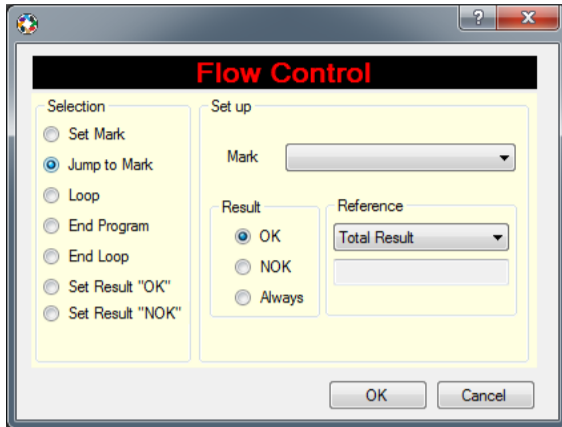 ?
X
Flow Control
Selection
Set Mark
Jump to Mark
Loop
End Program
End Loop
Set Result "OK"
Set Result "NOK"
Set up
Mark
Result
OK
NOK
Always
Reference
Total Result
OK
Cancel